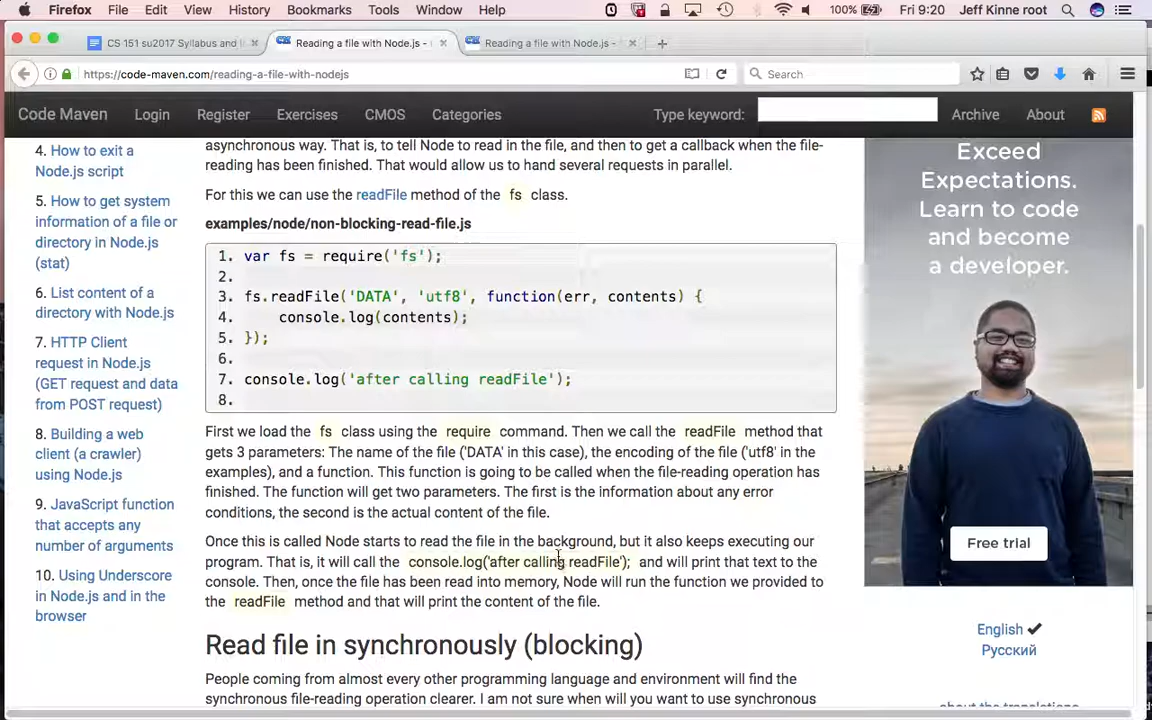 Firefox File Edit View History Bookmarks Tools Window Help 100% Fri 9:20 Jeff Kinne root
CS 151 su2017 Syllabus and Reading a file with Node.js - Reading a file with Node.js -
https://code-maven.com/reading-a-file-with-nodejs Search
Code Maven Login Register Exercises CMOS Categories Type keyword: Archive About
4. How to exit a
Node.js script
5. How to get system
information of a file or
directory in Node.js
(stat)
6. List content of a
directory with Node.js
7. HTTP Client
request in Node.js
(GET request and data
from POST request)
8. Building a web
client (a crawler)
using Node.js
9. JavaScript function
that accepts any
number of arguments
10. Using Underscore
in Node.js and in the
browser
asynchronous way. That is, to tell Node to read in the file, and then to get a callback when the file-
reading has been finished. That would allow us to hand several requests in parallel.
For this we can use the readFile method of the fs class.
examples/node/non-blocking-read-file.js
1. var fs = require('fs');
2.
3. fs.readFile('DATA', 'utf8', function(err, contents) {
4. console.log(contents);
5. });
6.
7. console.log('after calling readFile');
8.
First we load the fs class using the require command. Then we call the readFile method that
gets 3 parameters: The name of the file ('DATA' in this case), the encoding of the file ('utf8' in the
examples), and a function. This function is going to be called when the file-reading operation has
finished. The function will get two parameters. The first is the information about any error
conditions, the second is the actual content of the file.
Once this is called Node starts to read the file in the background, but it also keeps executing our
program. That is, it will call the console.log('after calling readFile'); and will print that text to the
console. Then, once the file has been read into memory, Node will run the function we provided to
the readFile method and that will print the content of the file.
Read file in synchronously (blocking)
People coming from almost every other programming language and environment will find the
synchronous file-reading operation clearer. I am not sure when will you want to use synchronous
Exceed
Expectations.
Learn to code
and become
a developer.
Free trial
English
Русский
about the translations